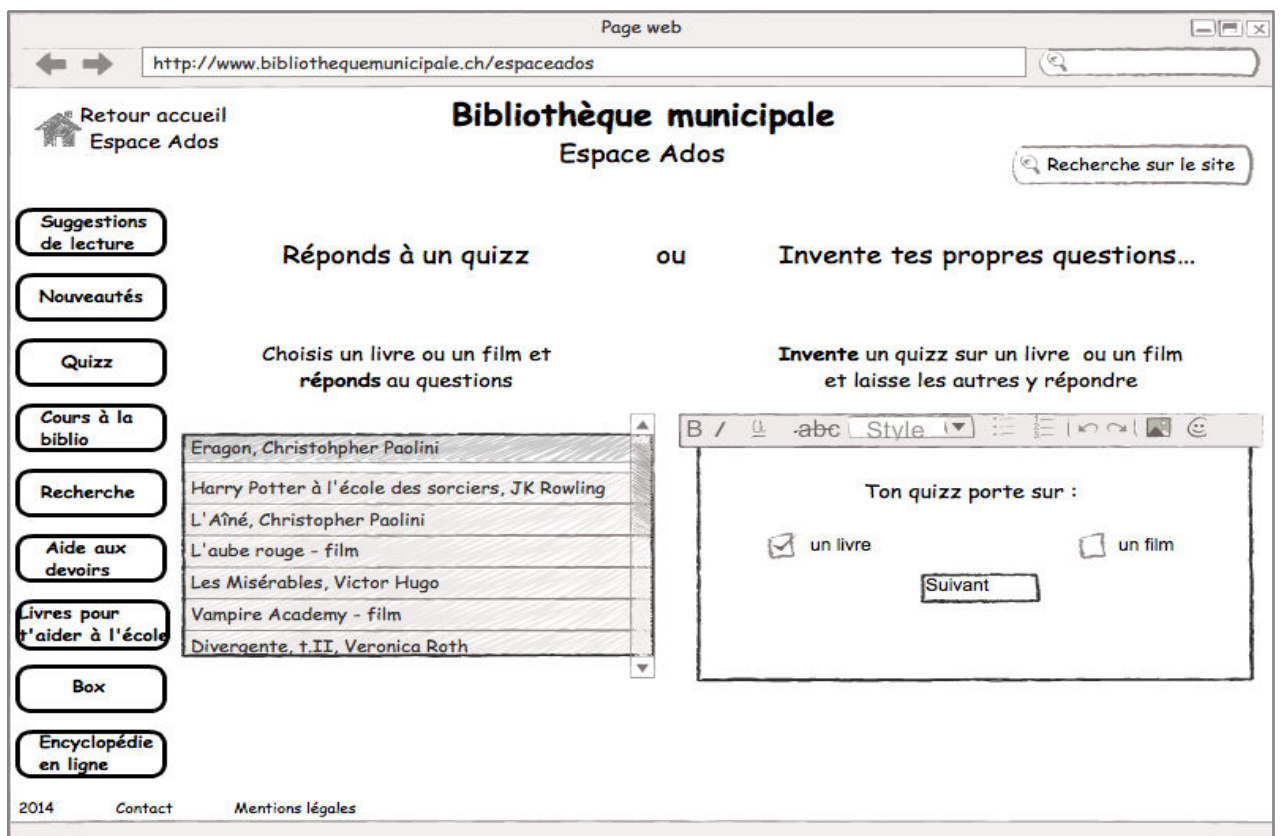 Page web
http://www.bibliothequemunicipale.ch/espaceados
Retour accueil
Espace Ados
Bibliothèque municipale
Espace Ados
Recherche sur le site
Suggestions
de lecture
Nouveautés
Quizz
Cours à la
biblio
Recherche
Aide aux
devoirs
Livres pour
t'aider à l'école
Box
Encyclopédie
en ligne
Réponds à un quizz
ou
Invente tes propres questions...
Choisis un livre ou un film et
réponds au questions
Eragon, Christohpher Paolini
Harry Potter à l'école des sorciers, JK Rowling
L'Aîné, Christopher Paolini
L'aube rouge - film
Les Misérables, Victor Hugo
Vampire Academy - film
Divergente, t.II, Veronica Roth
Invente un quizz sur un livre ou un film
et laisse les autres y répondre
B I U abc Style
Ton quizz porte sur :
un livre
un film
Suivant
2014 Contact Mentions légales